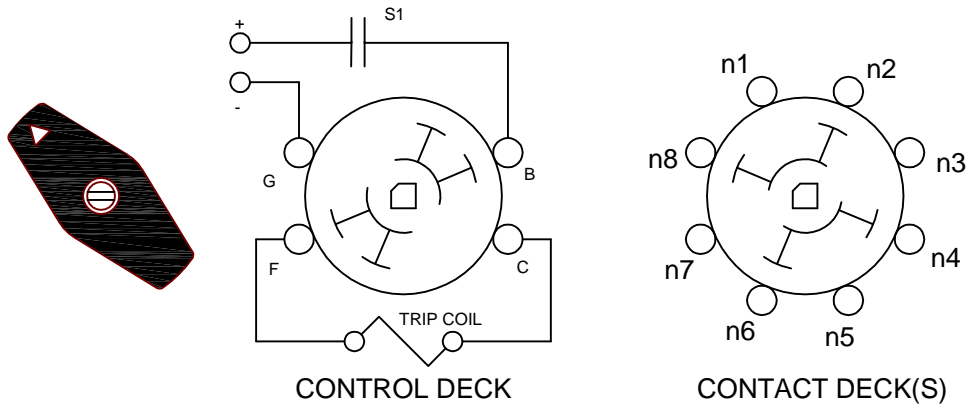 S1
+
-
G
B
F
C
TRIP COIL
CONTROL DECK
n1
n2
n8
n3
n7
n4
n6
n5
CONTACT DECK(S)